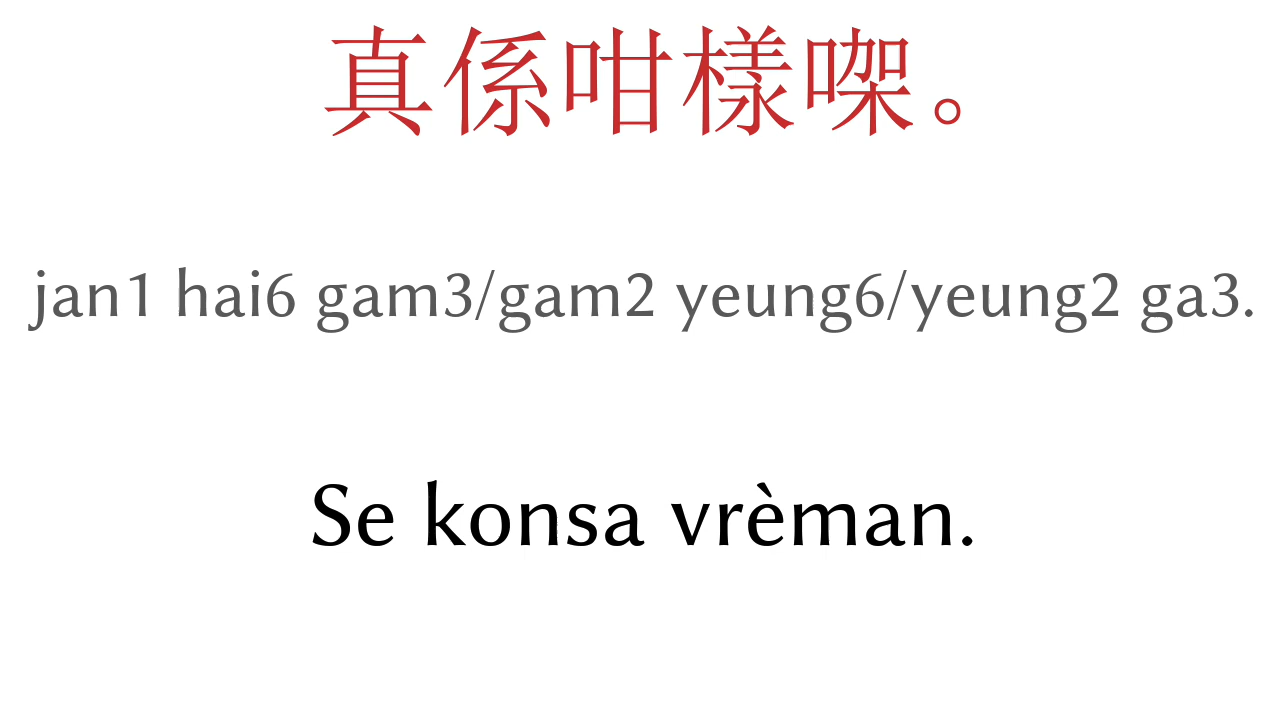 真係咁樣㗎。
jan1 hai6 gam3/gam2 yeung6/yeung2 ga3.
Se konsa vrèman.